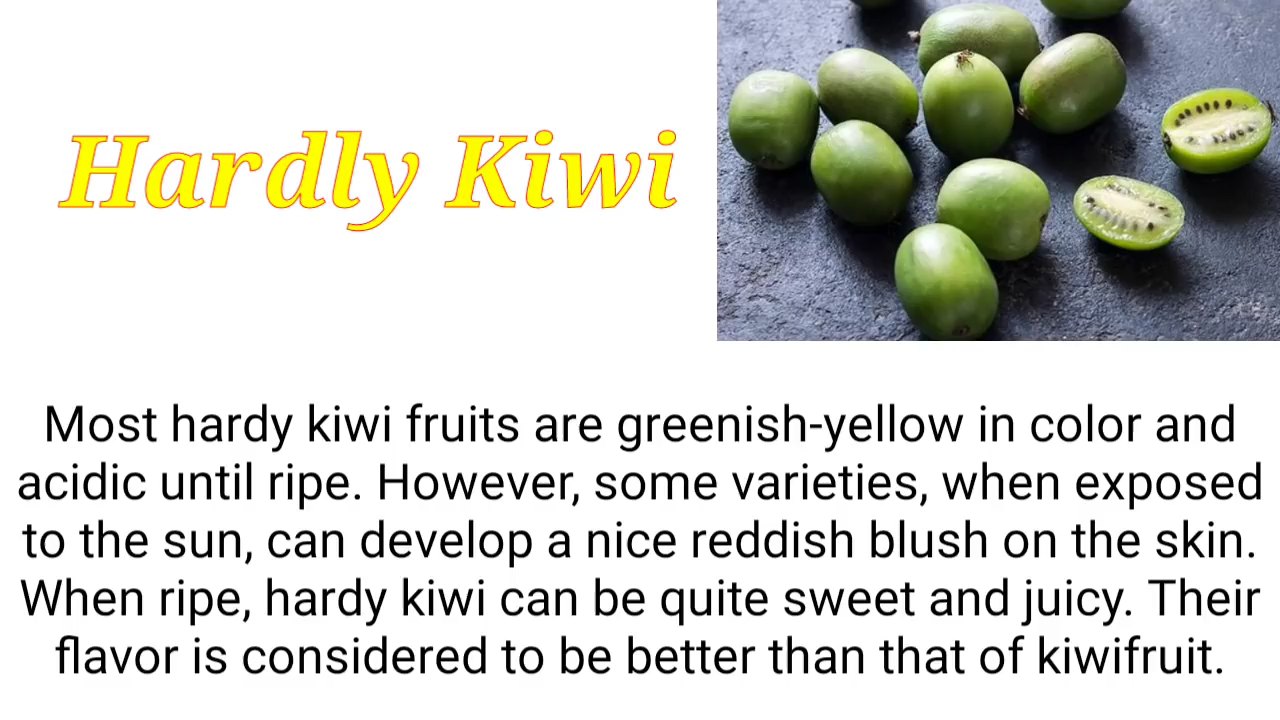 Hardly Kiwi
Most hardy kiwi fruits are greenish-yellow in color and
acidic until ripe. However, some varieties, when exposed
to the sun, can develop a nice reddish blush on the skin.
When ripe, hardy kiwi can be quite sweet and juicy. Their
flavor is considered to be better than that of kiwifruit.